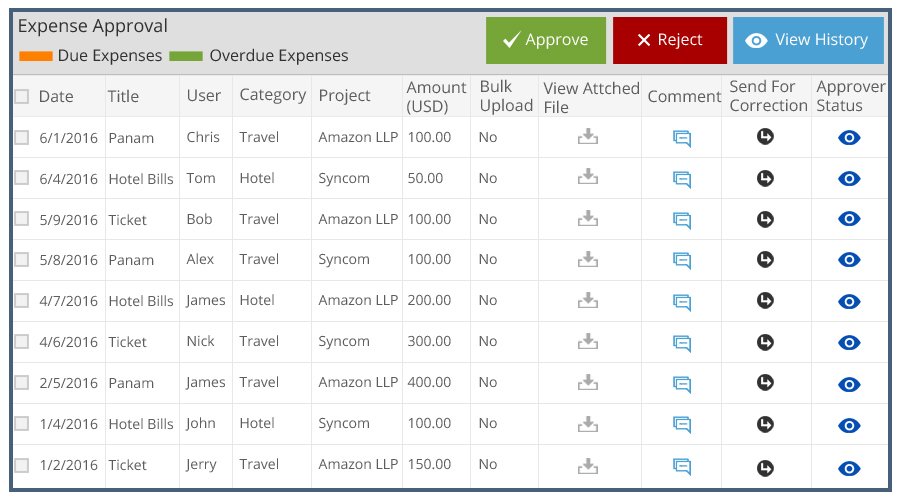 Expense Approval
Due Expenses Overdue Expenses
Approve Reject View History
Date Title User Category Project Amount (USD) Bulk Upload View Attched File Comment Send For Correction Approver Status
6/1/2016 Panam Chris Travel Amazon LLP 100.00 No
6/4/2016 Hotel Bills Tom Hotel Syncom 50.00 No
5/9/2016 Ticket Bob Travel Amazon LLP 100.00 No
5/8/2016 Panam Alex Travel Syncom 100.00 No
4/7/2016 Hotel Bills James Hotel Amazon LLP 200.00 No
4/6/2016 Ticket Nick Travel Syncom 300.00 No
2/5/2016 Panam James Travel Amazon LLP 400.00 No
1/4/2016 Hotel Bills John Hotel Syncom 100.00 No
1/2/2016 Ticket Jerry Travel Amazon LLP 150.00 No